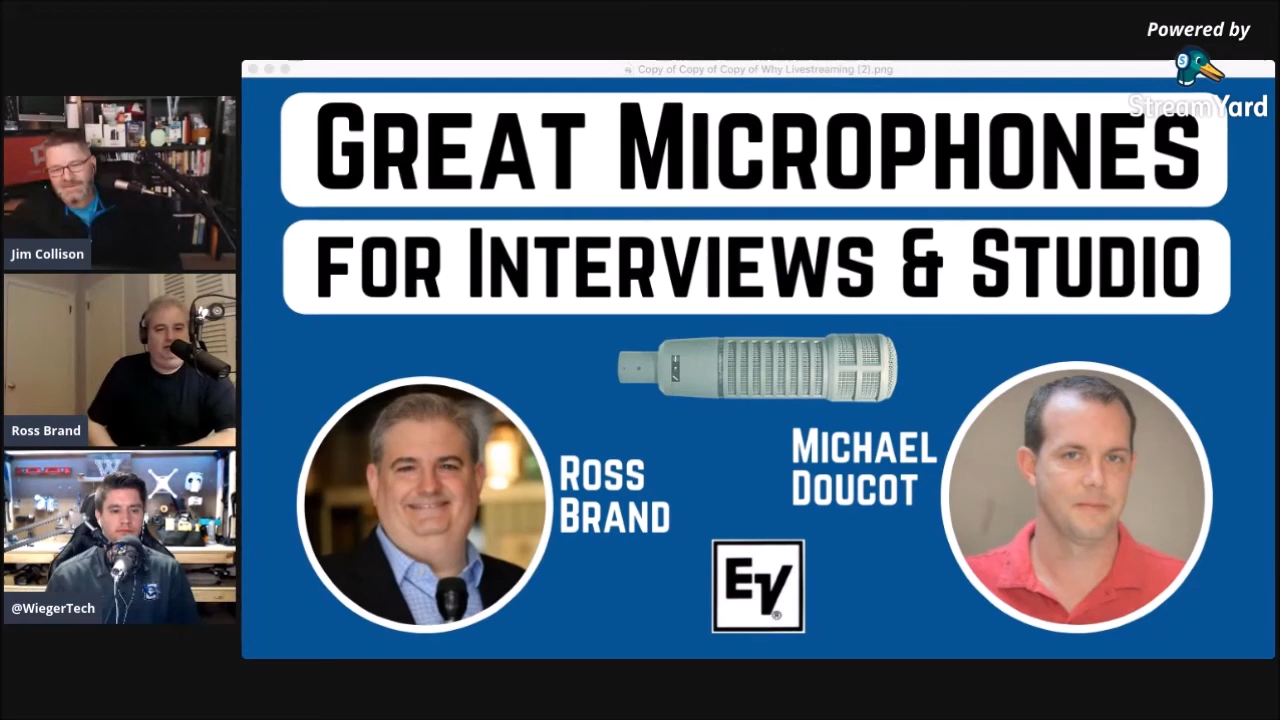 Powered by
StreamYard
Copy of Copy of Copy of Why Livestreaming (2).png
GREAT MICROPHONES
FOR INTERVIEWS & STUDIO
Jim Collison
Ross Brand
@WiegerTech
ROSS
BRAND
MICHAEL
DOUCOT
EV®